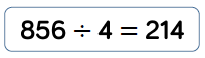 856 ÷ 4 = 214